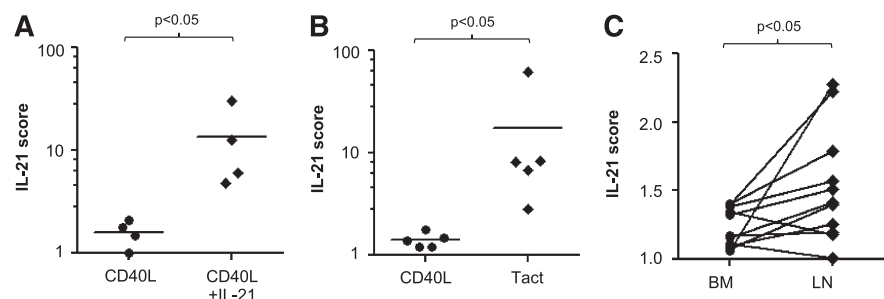 A
p<0.05
IL-21 score
100
10
1
CD40L
CD40L
+IL-21
B
p<0.05
IL-21 score
100
10
1
CD40L
Tact
C
p<0.05
IL-21 score
2.5
2.0
1.5
1.0
BM
LN